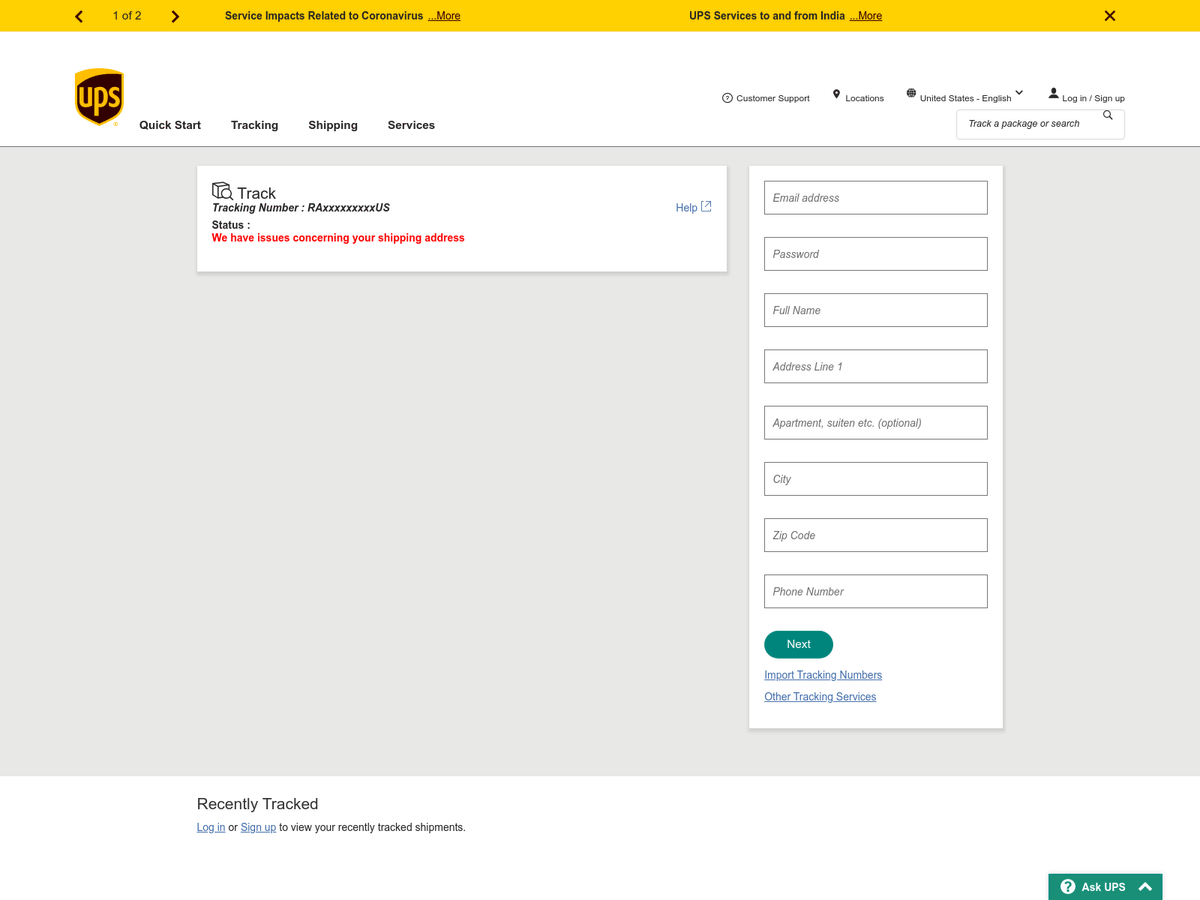 1 of 2
Service Impacts Related to Coronavirus ...More
UPS Services to and from India ...More
ups
Customer Support
Locations
United States - English
Log in / Sign up
Quick Start
Tracking
Shipping
Services
Track a package or search
Track
Tracking Number : RAxxxxxxxxxUS
Help
Status :
We have issues concerning your shipping address
Email address
Password
Full Name
Address Line 1
Apartment, suiten etc. (optional)
City
Zip Code
Phone Number
Next
Import Tracking Numbers
Other Tracking Services
Recently Tracked
Log in or Sign up to view your recently tracked shipments.
? Ask UPS